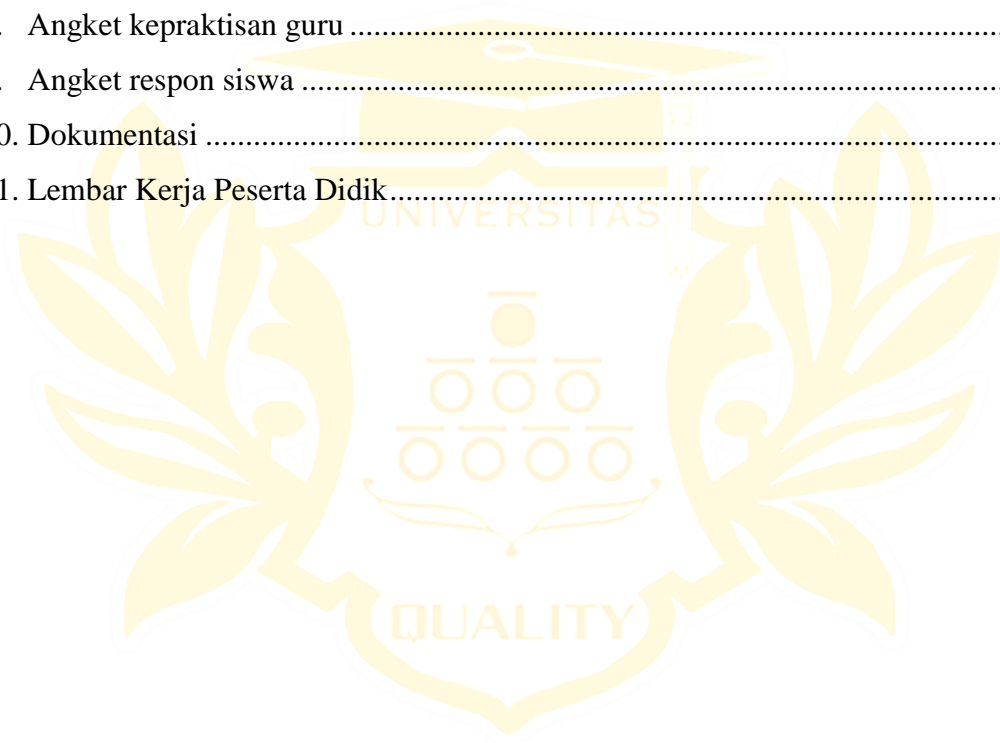 . Angket kepraktisan guru ........................................................................................
. Angket respon siswa ..............................................................................................
0. Dokumentasi ..........................................................................................................
1. Lembar Kerja Peserta Didik...................................................................................
UNIVERSITAS
QUALITY